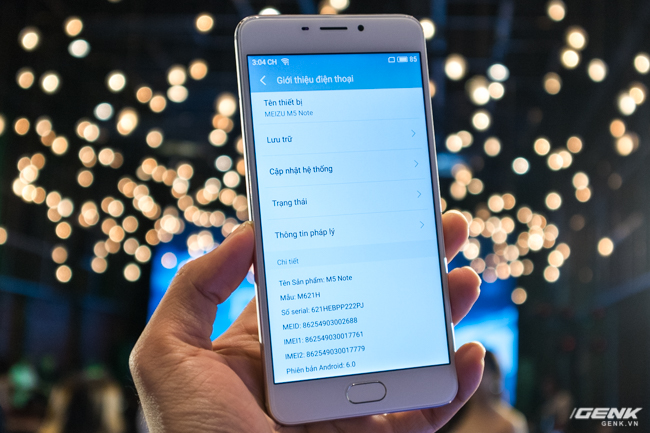 3:04 CH 85
Giới thiệu điện thoại
Tên thiết bị
MEIZU M5 Note
Lưu trữ
Cập nhật hệ thống
Trạng thái
Thông tin pháp lý
Chi tiết
Tên Sản phẩm: M5 Note
Mẫu: M621H
Số serial: 621HEBPP222PJ
MEID: 86254903002688
IMEI1: 862549030017761
IMEI2: 862549030017779
Phiên bản Android: 6.0
GENK
GENK.VN